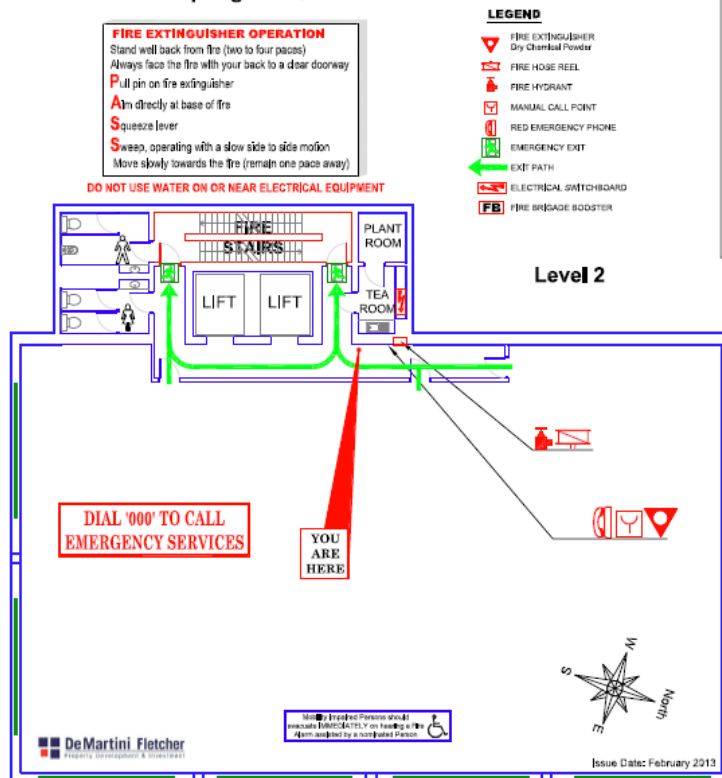 FIRE EXTINGUISHER OPERATION
Stand well back from fire (two to four paces)
Always face the fire with your back to a clear doorway
Pull pin on fire extinguisher
Aim directly at base of fire
Squeeze lever
Sweep, operating with a slow side to side motion
Move slowly towards the fire (remain one pace away)
DO NOT USE WATER ON OR NEAR ELECTRICAL EQUIPMENT
LEGEND
FIRE EXTINGUISHER
Dry Chemical Powder
FIRE HOSE REEL
FIRE HYDRANT
MANUAL CALL POINT
RED EMERGENCY PHONE
EMERGENCY EXIT
EXIT PATH
ELECTRICAL SWITCHBOARD
FB FIRE BRIGADE BOOSTER
Level 2
FIRE
STAIRS
PLANT
ROOM
LIFT
LIFT
TEA
ROOM
DIAL '000' TO CALL
EMERGENCY SERVICES
YOU
ARE
HERE
W
S
North
E
Mobility Impaired Persons should
evacuate IMMEDIATELY on hearing a Fire
Alarm assisted by a nominated Person
De Martini Fletcher
Property Development & Investment
Issue Date: February 2013